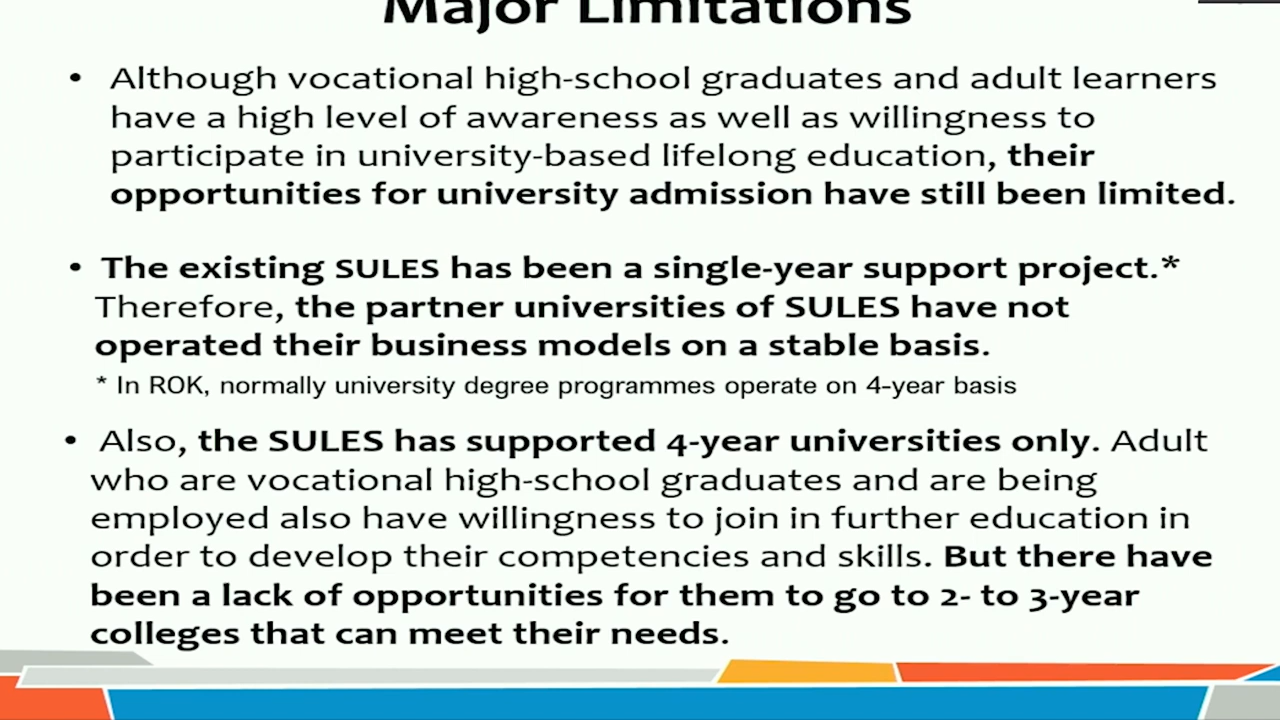 Major Limitations
• Although vocational high-school graduates and adult learners
have a high level of awareness as well as willingness to
participate in university-based lifelong education, their
opportunities for university admission have still been limited.
• The existing SULES has been a single-year support project.*
Therefore, the partner universities of SULES have not
operated their business models on a stable basis.
* In ROK, normally university degree programmes operate on 4-year basis
• Also, the SULES has supported 4-year universities only. Adult
who are vocational high-school graduates and are being
employed also have willingness to join in further education in
order to develop their competencies and skills. But there have
been a lack of opportunities for them to go to 2- to 3-year
colleges that can meet their needs.